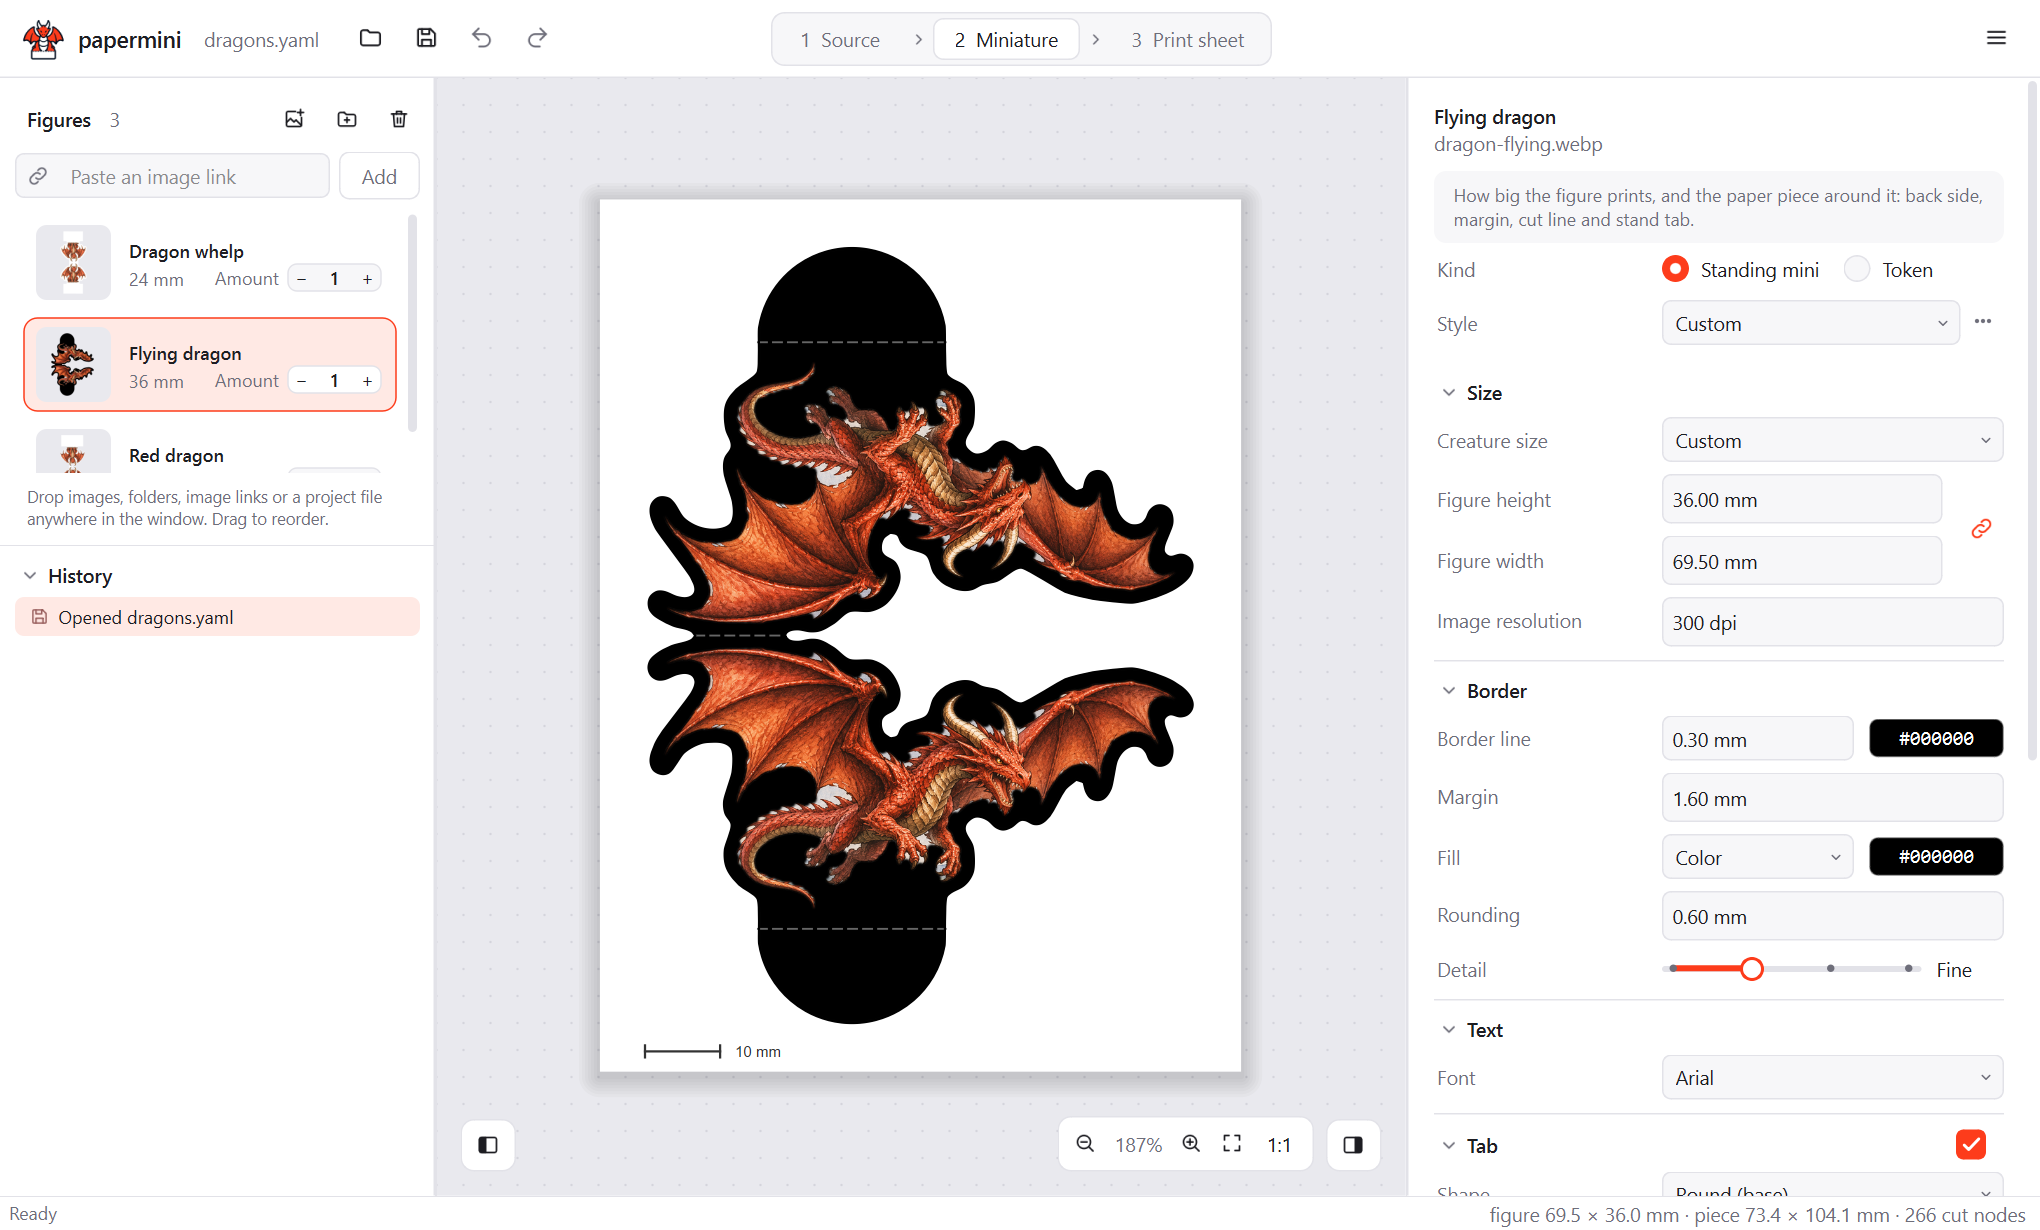 papermini dragons.yaml
1 Source 2 Miniature 3 Print sheet
Figures 3
Paste an image link Add
Dragon whelp
24 mm Amount − 1 +
Flying dragon
36 mm Amount − 1 +
Red dragon
Drop images, folders, image links or a project file
anywhere in the window. Drag to reorder.
History
Opened dragons.yaml
10 mm
187% 1:1
Flying dragon
dragon-flying.webp
How big the figure prints, and the paper piece around it: back side,
margin, cut line and stand tab.
Kind Standing mini Token
Style Custom
Size
Creature size Custom
Figure height 36.00 mm
Figure width 69.50 mm
Image resolution 300 dpi
Border
Border line 0.30 mm #000000
Margin 1.60 mm
Fill Color #000000
Rounding 0.60 mm
Detail Fine
Text
Font Arial
Tab
Shape Round (base)
Ready
figure 69.5 × 36.0 mm · piece 73.4 × 104.1 mm · 266 cut nodes